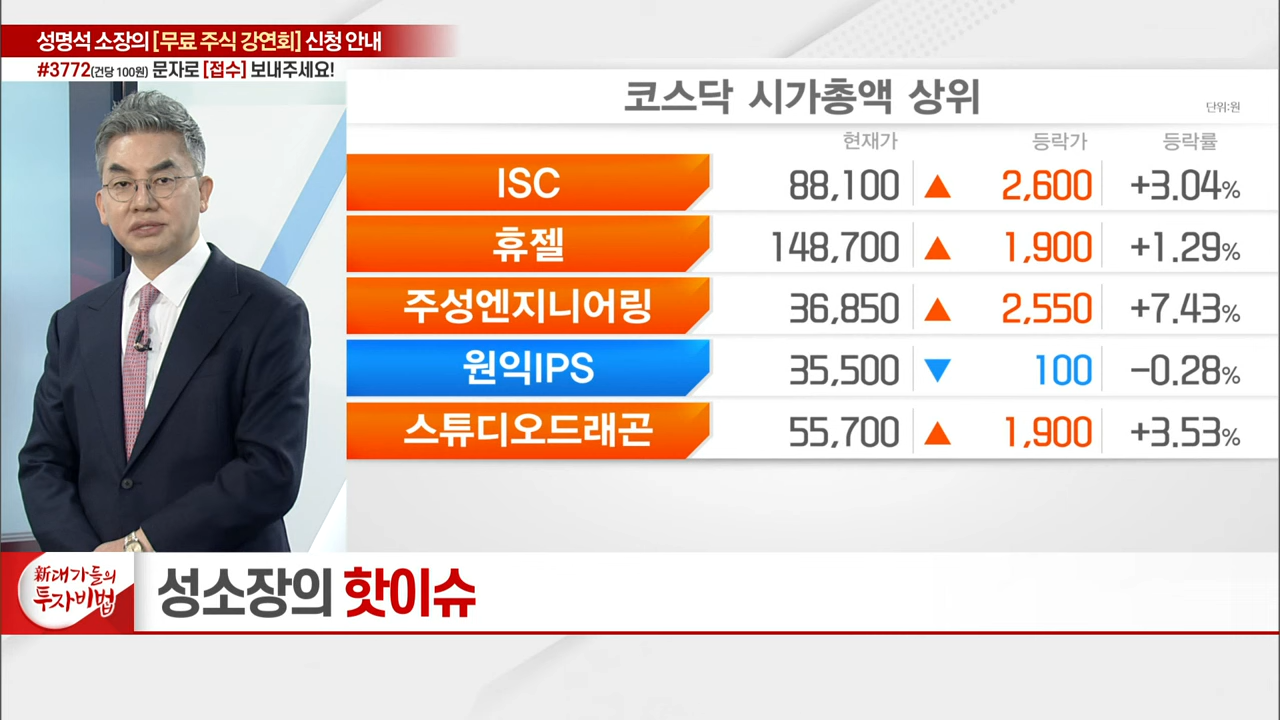 성명석 소장의 [무료 주식 강연회] 신청 안내
#3772(건당 100원) 문자로 [접수] 보내주세요!
코스닥 시가총액 상위
단위:원
현재가 등락가 등락률
ISC 88,100 ▲ 2,600 +3.04%
휴젤 148,700 ▲ 1,900 +1.29%
주성엔지니어링 36,850 ▲ 2,550 +7.43%
원익IPS 35,500 ▼ 100 -0.28%
스튜디오드래곤 55,700 ▲ 1,900 +3.53%
新대가들의
투자비법
성소장의 핫이슈